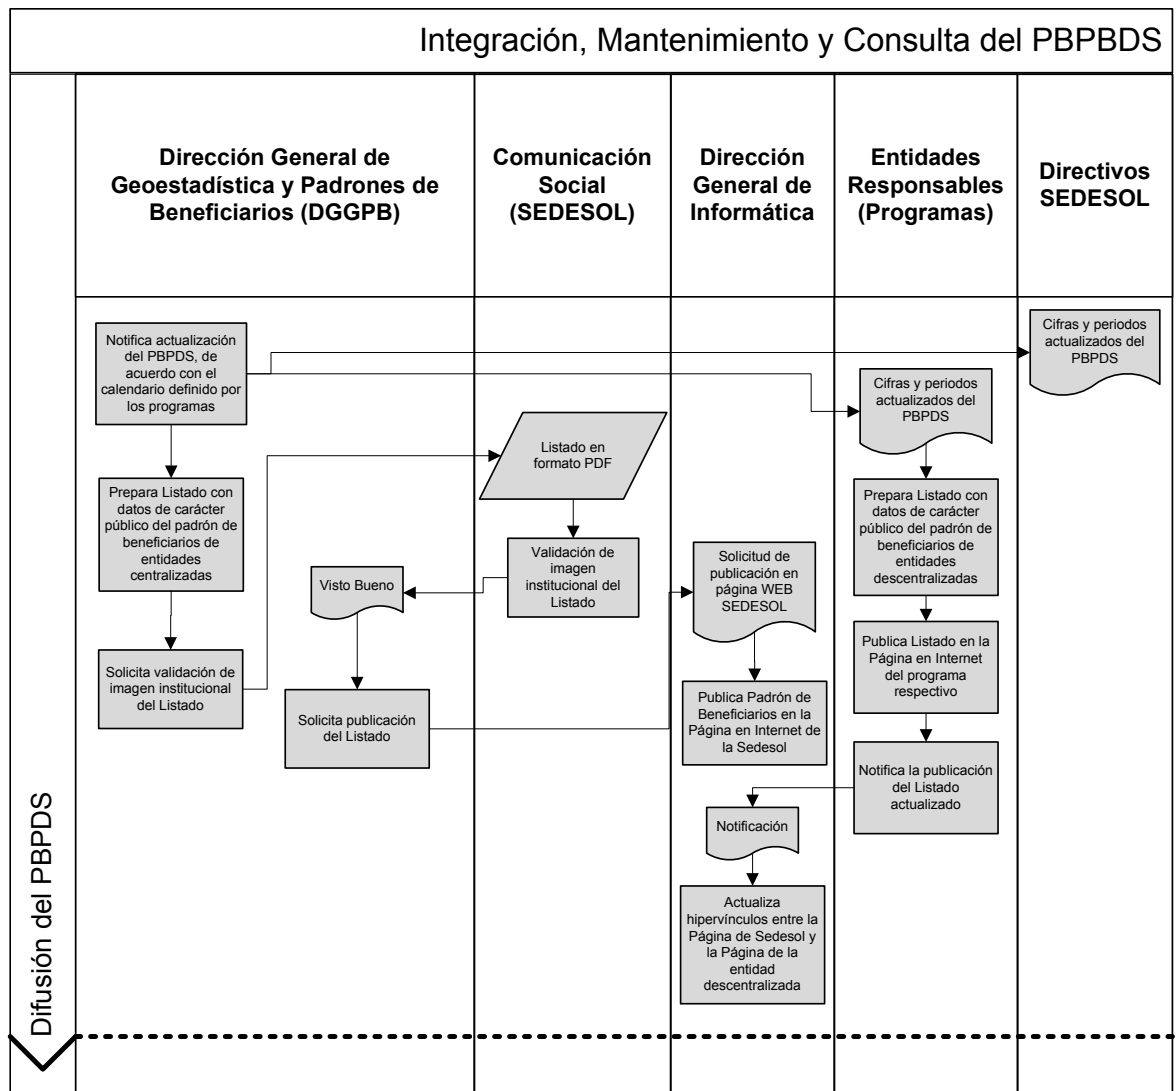 Integración, Mantenimiento y Consulta del PBPBDS
Dirección General de
Geoestadística y Padrones de
Beneficiarios (DGGPB)
Comunicación
Social
(SEDESOL)
Dirección
General de
Informática
Entidades
Responsables
(Programas)
Directivos
SEDESOL
Notifica actualización
del PBPDS, de
acuerdo con el
calendario definido por
los programas
Cifras y periodos
actualizados del
PBPDS
Cifras y periodos
actualizados del
PBPDS
Listado en
formato PDF
Prepara Listado con
datos de carácter
público del padrón de
beneficiarios de
entidades
centralizadas
Prepara Listado con
datos de carácter
público del padrón de
beneficiarios de
entidades
descentralizadas
Validación de
imagen
institucional del
Listado
Solicitud de
publicación en
página WEB
SEDESOL
Visto Bueno
Publica Listado en la
Página en Internet
del programa
respectivo
Solicita validación de
imagen institucional
del Listado
Solicita publicación
del Listado
Publica Padrón de
Beneficiarios en la
Página en Internet de
la Sedesol
Notifica la publicación
del Listado
actualizado
Notificación
Actualiza
hipervínculos entre la
Página de Sedesol y
la Página de la
entidad
descentralizada
Difusión del PBPDS